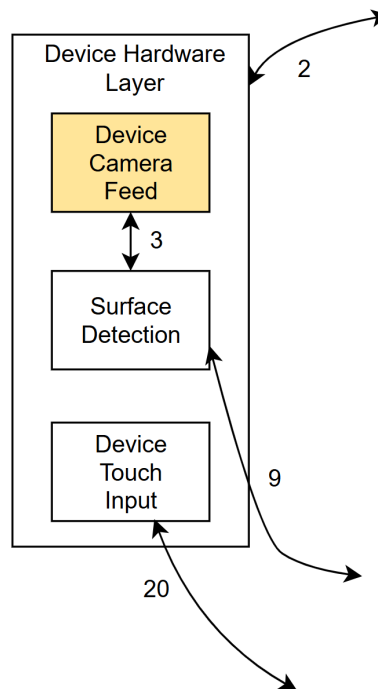 Device Hardware
Layer
2
Device
Camera
Feed
3
Surface
Detection
Device
Touch
Input
9
20